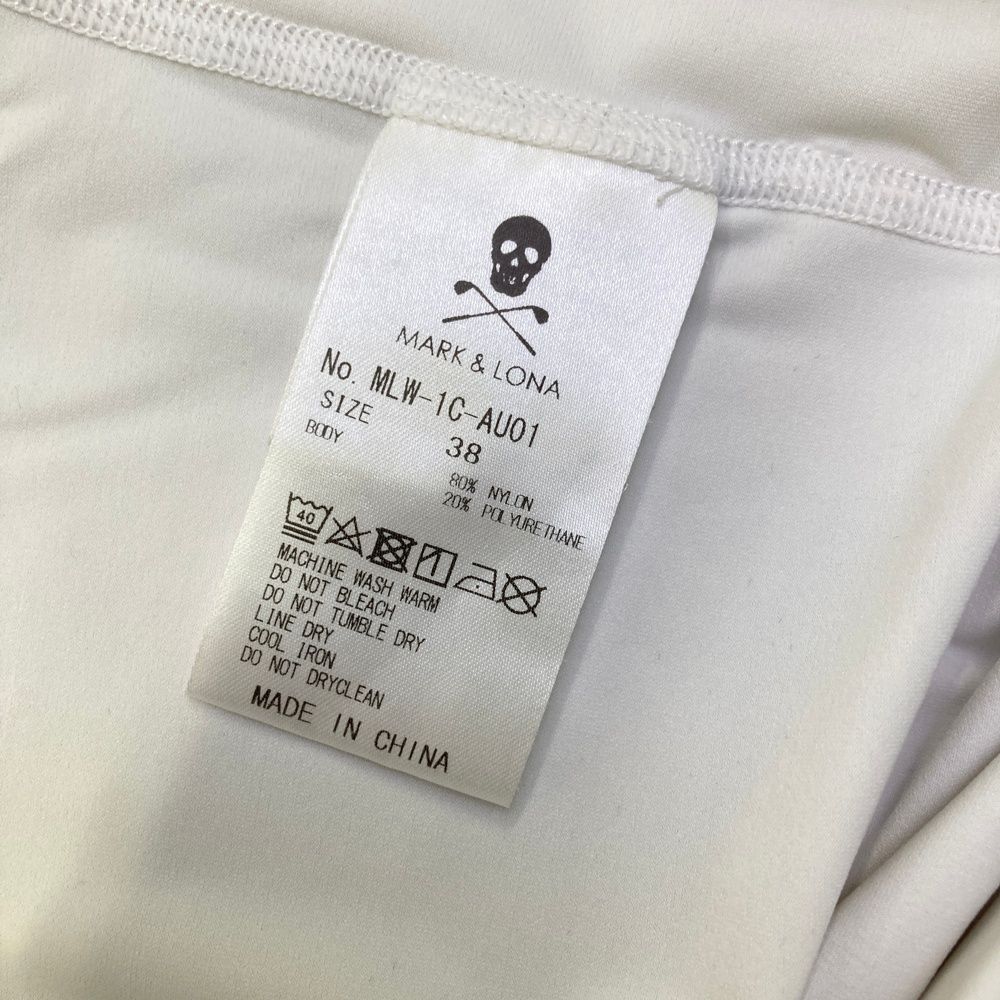 MARK & LONA
No. MLW-1C-AU01
SIZE 38
BODY 80% NYLON
20% POLYURETHANE
40
MACHINE WASH WARM
DO NOT BLEACH
DO NOT TUMBLE DRY
LINE DRY
COOL IRON
DO NOT DRYCLEAN
MADE IN CHINA